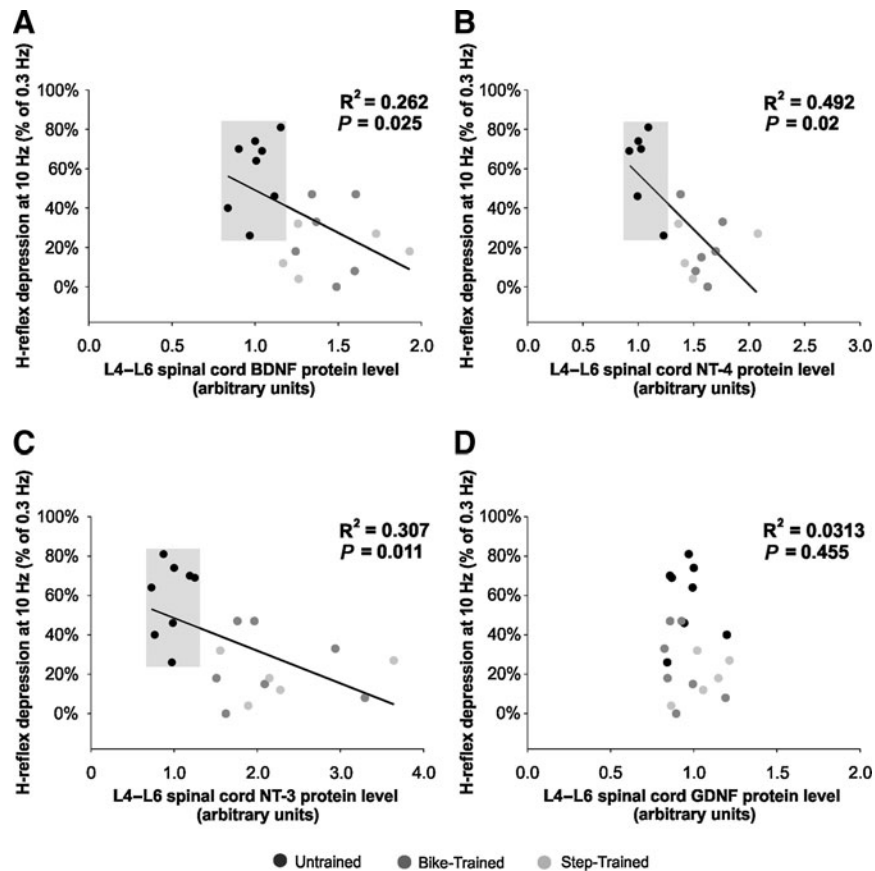 A
H-reflex depression at 10 Hz (% of 0.3 Hz)
100%
80%
60%
40%
20%
0%
R² = 0.262
P = 0.025
0.0 0.5 1.0 1.5 2.0
L4–L6 spinal cord BDNF protein level
(arbitrary units)
B
H-reflex depression at 10 Hz (% of 0.3 Hz)
100%
80%
60%
40%
20%
0%
R² = 0.492
P = 0.02
0.0 0.5 1.0 1.5 2.0 2.5 3.0
L4–L6 spinal cord NT-4 protein level
(arbitrary units)
C
H-reflex depression at 10 Hz (% of 0.3 Hz)
100%
80%
60%
40%
20%
0%
R² = 0.307
P = 0.011
0 1.0 2.0 3.0 4.0
L4–L6 spinal cord NT-3 protein level
(arbitrary units)
D
H-reflex depression at 10 Hz (% of 0.3 Hz)
100%
80%
60%
40%
20%
0%
R² = 0.0313
P = 0.455
0.0 0.5 1.0 1.5 2.0
L4–L6 spinal cord GDNF protein level
(arbitrary units)
Untrained Bike-Trained Step-Trained